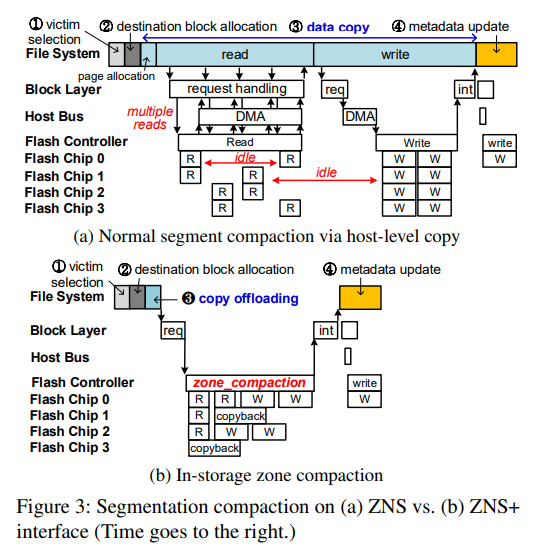 ① victim selection
② destination block allocation
③ data copy
④ metadata update
File System
page allocation
read
write
Block Layer
request handling
req
int
multiple reads
Host Bus
DMA
DMA
Flash Controller
Read
Write
write
Flash Chip 0
R
idle
R
W
W
W
Flash Chip 1
R
R
idle
W
W
Flash Chip 2
R
R
W
W
Flash Chip 3
R
R
W
W
(a) Normal segment compaction via host-level copy
① victim selection
② destination block allocation
④ metadata update
File System
❸ copy offloading
Block Layer
req
int
Host Bus
Flash Controller
zone_compaction
write
Flash Chip 0
R
R
W
W
W
Flash Chip 1
R
copyback
Flash Chip 2
R
W
W
Flash Chip 3
copyback
(b) In-storage zone compaction
Figure 3: Segmentation compaction on (a) ZNS vs. (b) ZNS+
interface (Time goes to the right.)